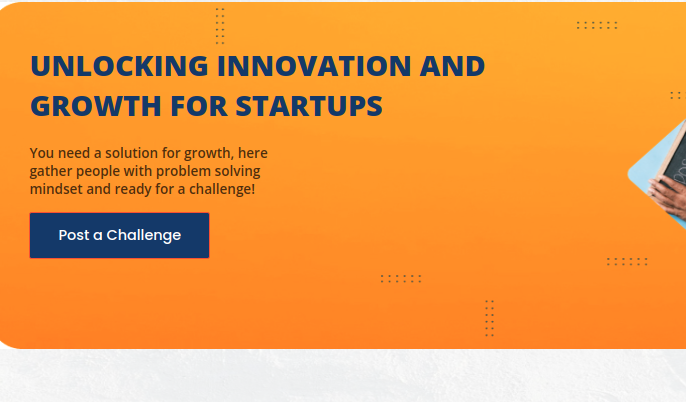 UNLOCKING INNOVATION AND
GROWTH FOR STARTUPS
You need a solution for growth, here
gather people with problem solving
mindset and ready for a challenge!
Post a Challenge